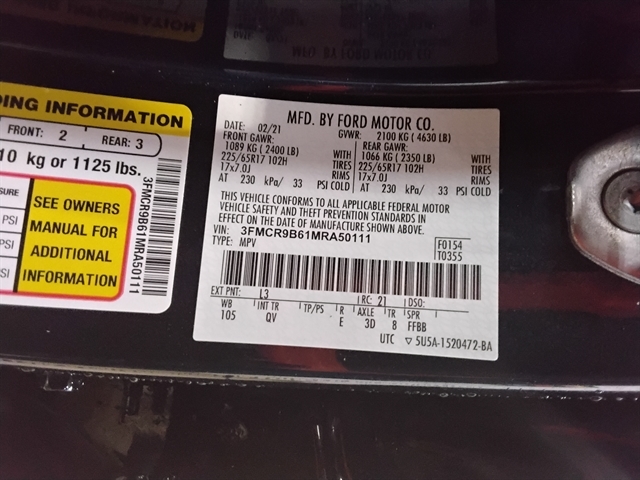 DING INFORMATION
FRONT: 2 REAR: 3
10 kg or 1125 lbs.
SURE
PSI
PSI
PSI
SEE OWNERS
MANUAL FOR
ADDITIONAL
INFORMATION
3FMCR9B61MRA50111
MFD. BY FORD MOTOR CO.
DATE: 02/21 GVWR: 2100 KG ( 4630 LB)
FRONT GAWR: REAR GAWR:
1089 KG ( 2400 LB) WITH 1066 KG ( 2350 LB) WITH
225/65R17 102H TIRES 225/65R17 102H TIRES
17x7.0J RIMS 17x7.0J RIMS
AT 230 kPa/ 33 PSI COLD AT 230 kPa/ 33 PSI COLD
THIS VEHICLE CONFORMS TO ALL APPLICABLE FEDERAL MOTOR
VEHICLE SAFETY AND THEFT PREVENTION STANDARDS IN
EFFECT ON THE DATE OF MANUFACTURE SHOWN ABOVE.
VIN: 3FMCR9B61MRA50111
TYPE: MPV
F0154
T0355
EXT PNT: L3 RC: 21 DSO:
WB INT TR TP/PS R AXLE TR SPR
105 QV E 3D 8 FFBB
UTC ▽ 5U5A-1520472-BA